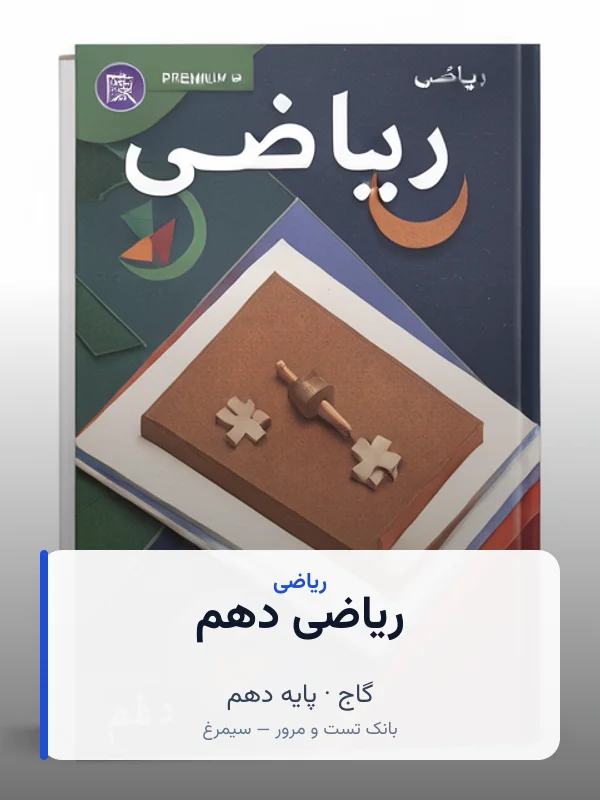 PREMIUM
ریاضی
ریاضی
ریاضی
ریاضی دهم
گاج · پایه دهم
بانک تست و مرور – سیمرغ